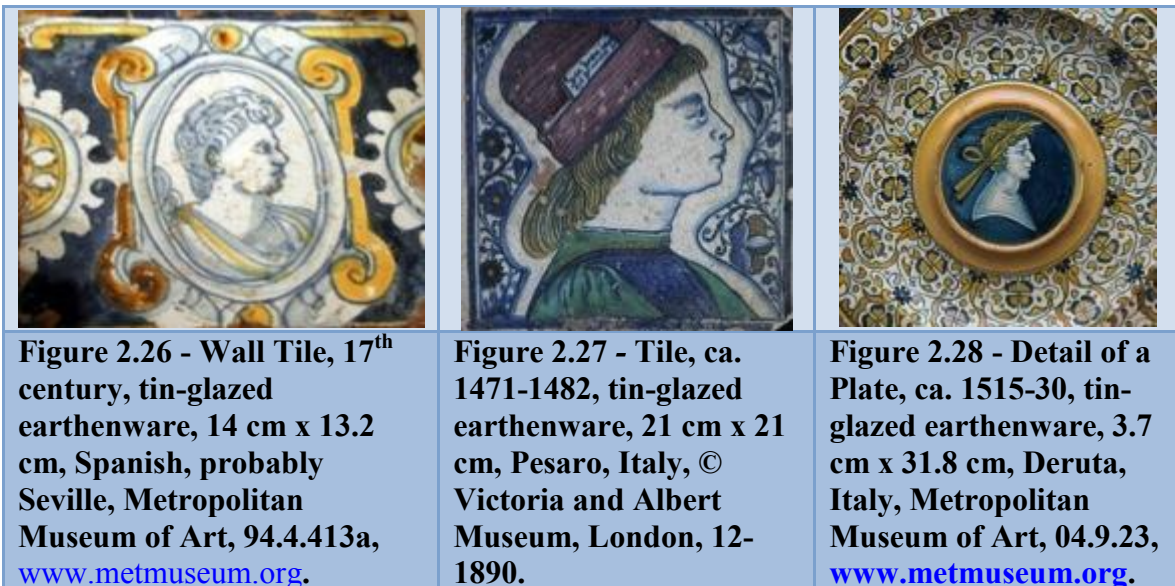 Figure 2.26 - Wall Tile, 17th
century, tin-glazed
earthenware, 14 cm x 13.2
cm, Spanish, probably
Seville, Metropolitan
Museum of Art, 94.4.413a,
www.metmuseum.org.
Figure 2.27 - Tile, ca.
1471-1482, tin-glazed
earthenware, 21 cm x 21
cm, Pesaro, Italy, ©
Victoria and Albert
Museum, London, 12-
1890.
Figure 2.28 - Detail of a
Plate, ca. 1515-30, tin-
glazed earthenware, 3.7
cm x 31.8 cm, Deruta,
Italy, Metropolitan
Museum of Art, 04.9.23,
www.metmuseum.org.